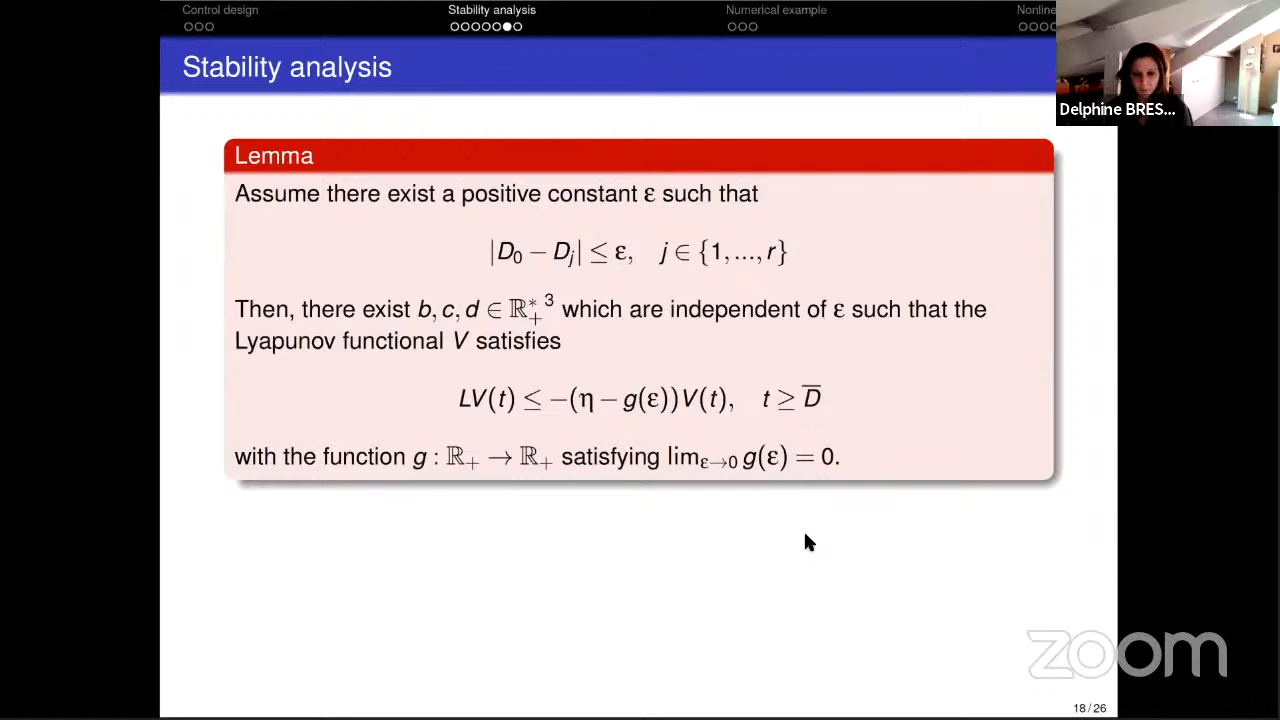 Control design
Stability analysis
Numerical example
Nonline
Stability analysis
Delphine BRES...
Lemma
Assume there exist a positive constant ε such that
|D₀ − Dⱼ| ≤ ε, j ∈ {1,...,r}
Then, there exist b, c, d ∈ ℝ₊*³ which are independent of ε such that the
Lyapunov functional V satisfies
LV(t) ≤ −(η − g(ε))V(t), t ≥ D̅
with the function g : ℝ₊ → ℝ₊ satisfying lim_{ε→0} g(ε) = 0.
zoom
18 / 26